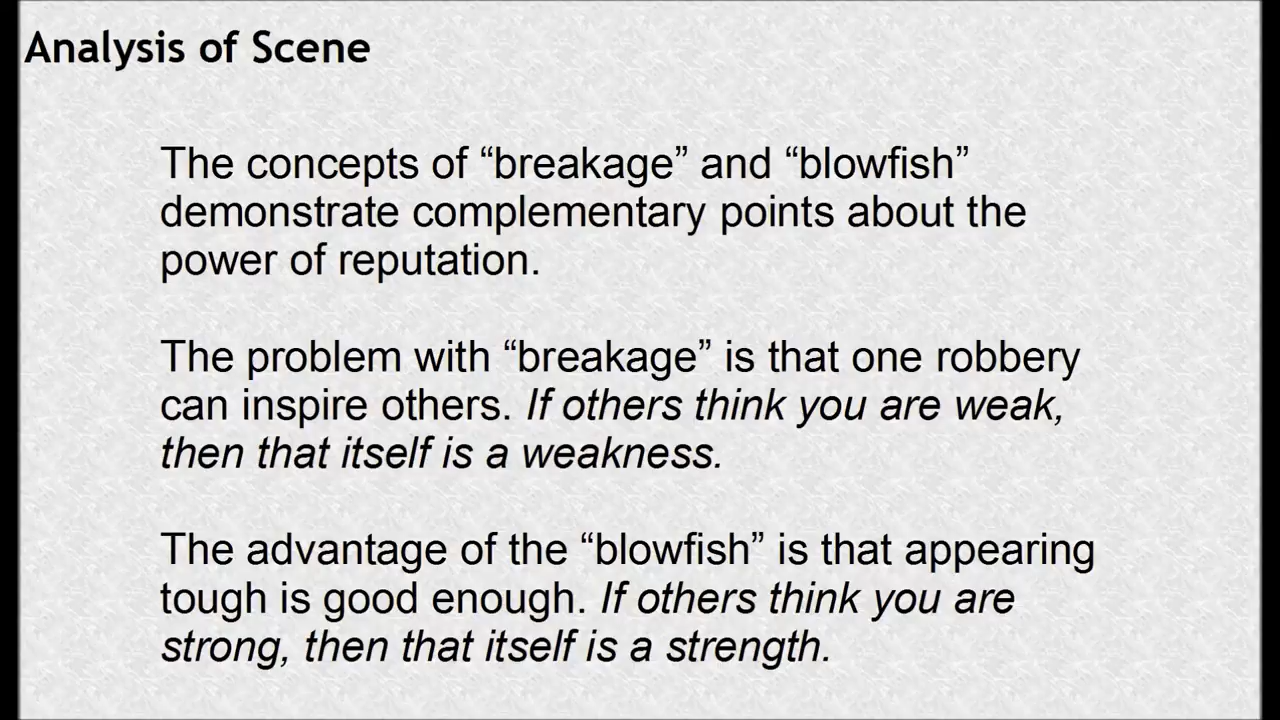 Analysis of Scene
The concepts of “breakage” and “blowfish”
demonstrate complementary points about the
power of reputation.
The problem with “breakage” is that one robbery
can inspire others. If others think you are weak,
then that itself is a weakness.
The advantage of the “blowfish” is that appearing
tough is good enough. If others think you are
strong, then that itself is a strength.